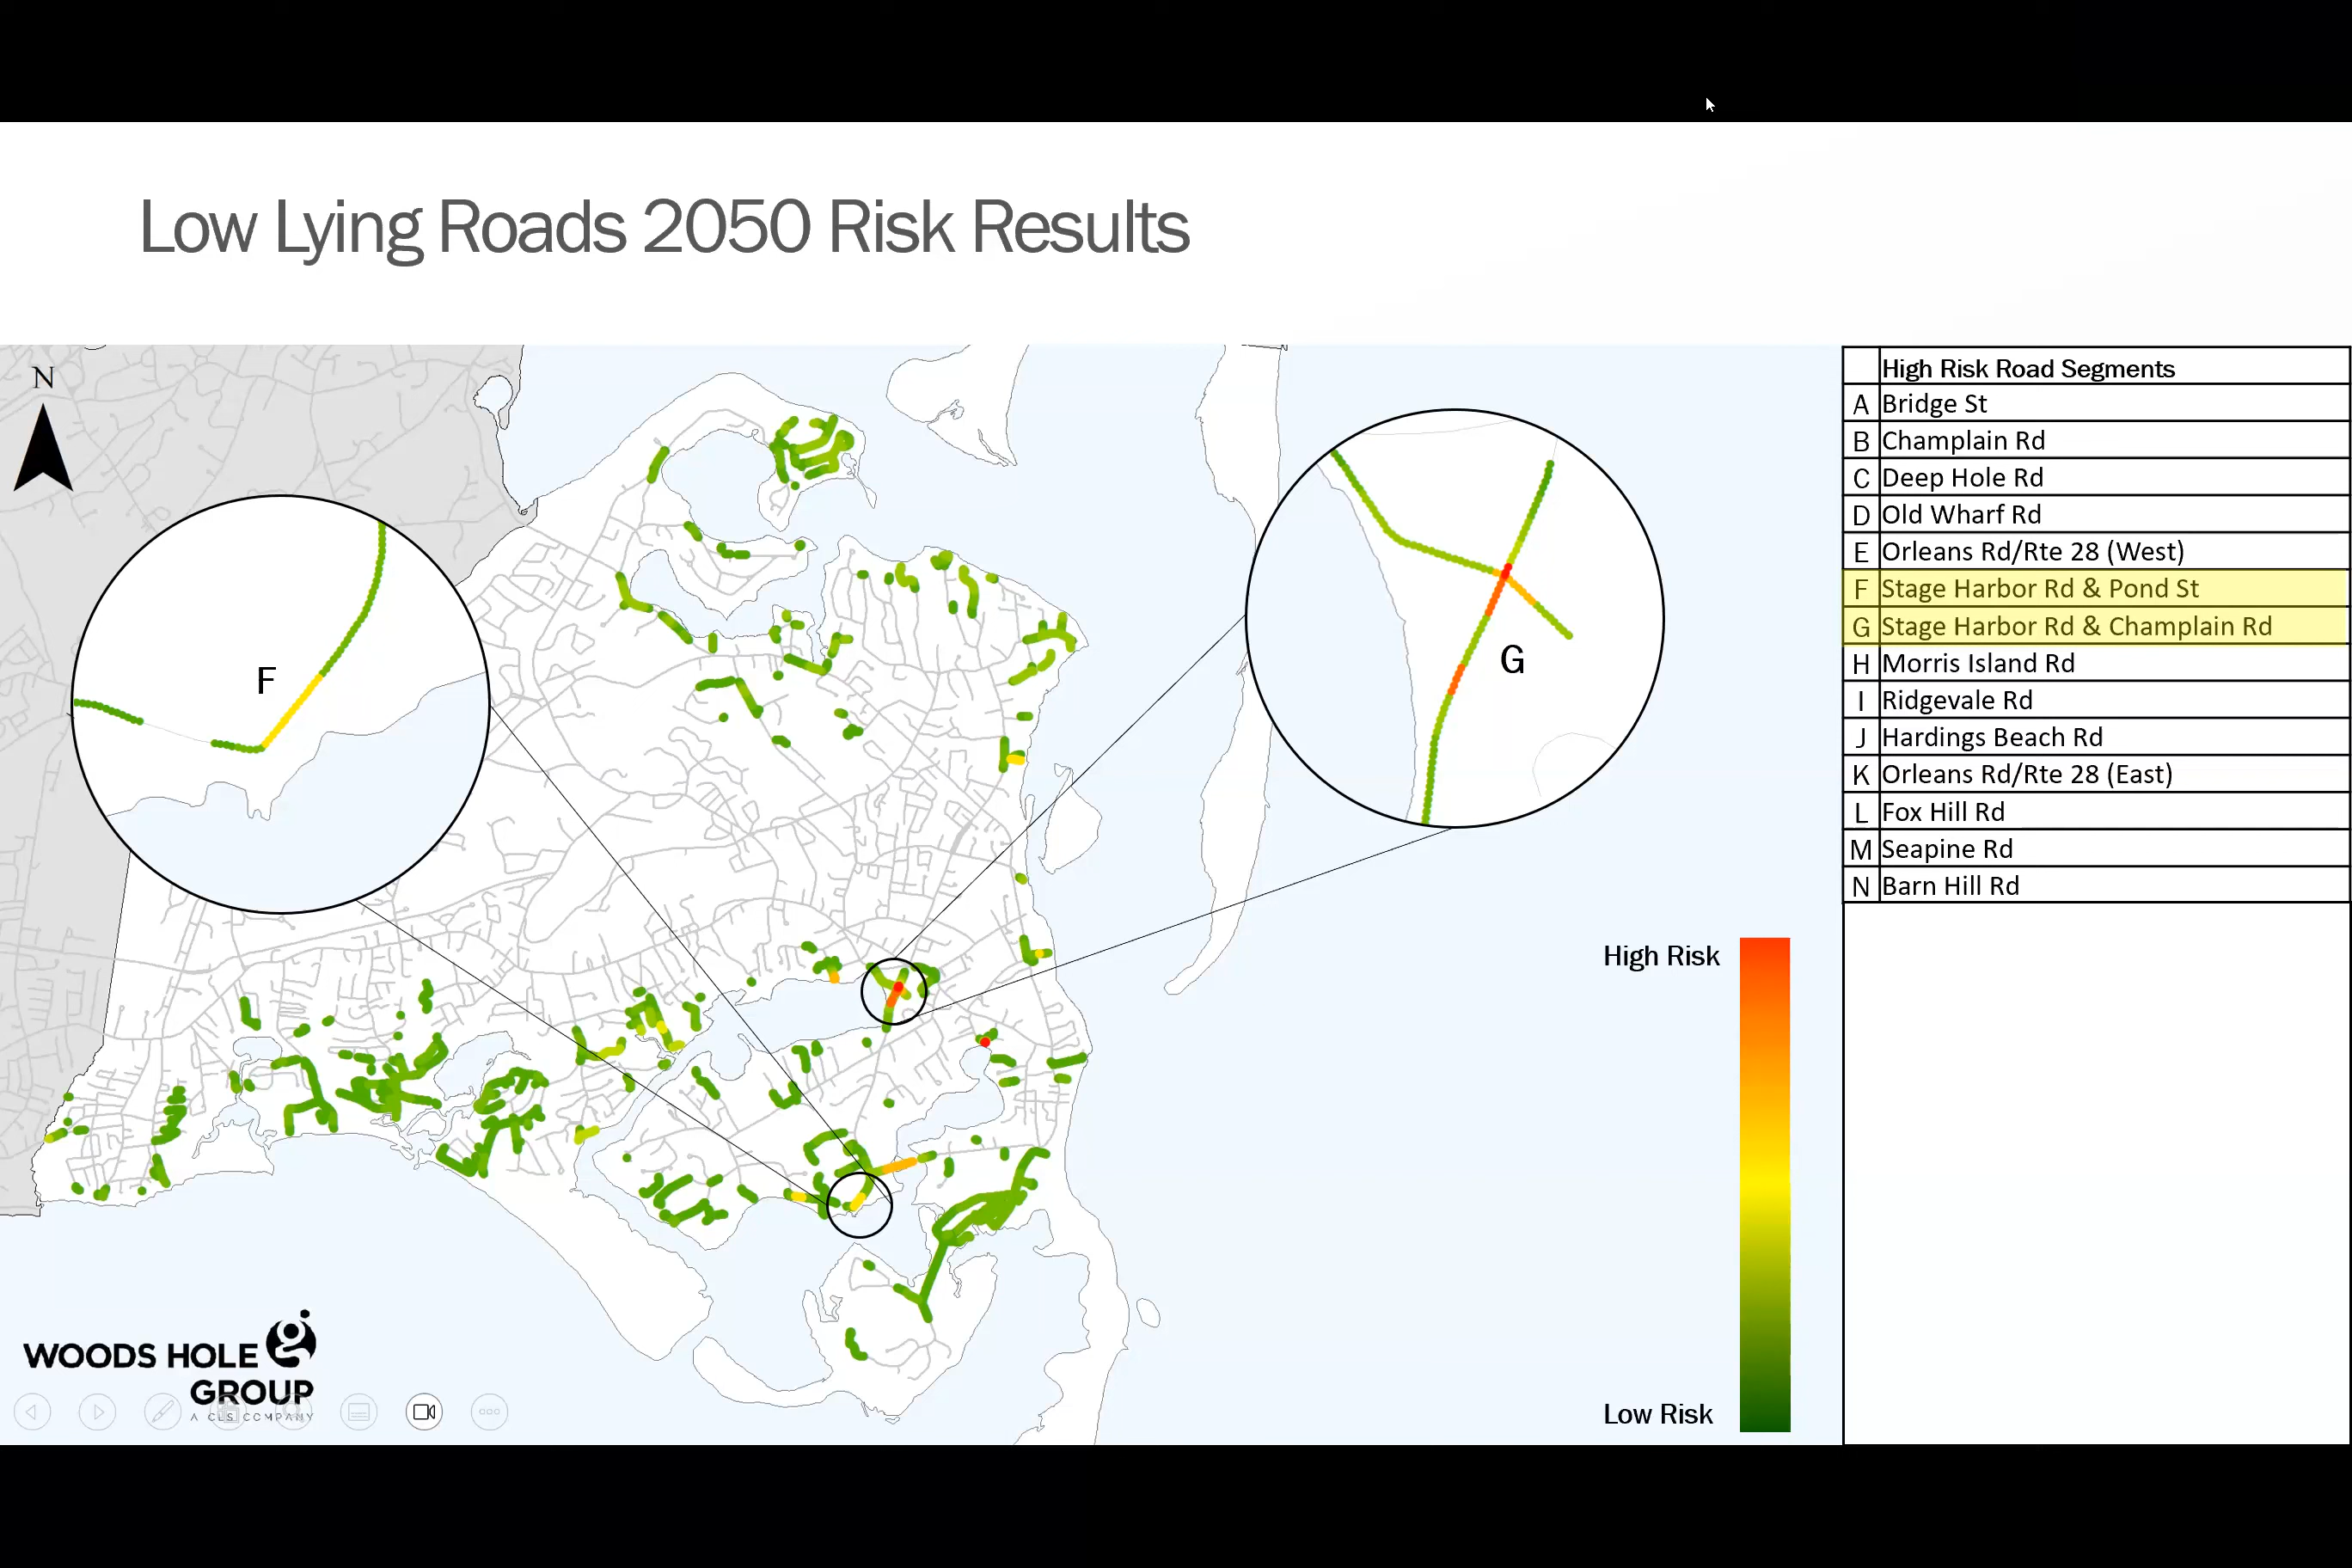 Low Lying Roads 2050 Risk Results
N
F
G
High Risk Road Segments
A Bridge St
B Champlain Rd
C Deep Hole Rd
D Old Wharf Rd
E Orleans Rd/Rte 28 (West)
F Stage Harbor Rd & Pond St
G Stage Harbor Rd & Champlain Rd
H Morris Island Rd
I Ridgevale Rd
J Hardings Beach Rd
K Orleans Rd/Rte 28 (East)
L Fox Hill Rd
M Seapine Rd
N Barn Hill Rd
High Risk
Low Risk
WOODS HOLE
GROUP
A CLS COMPANY